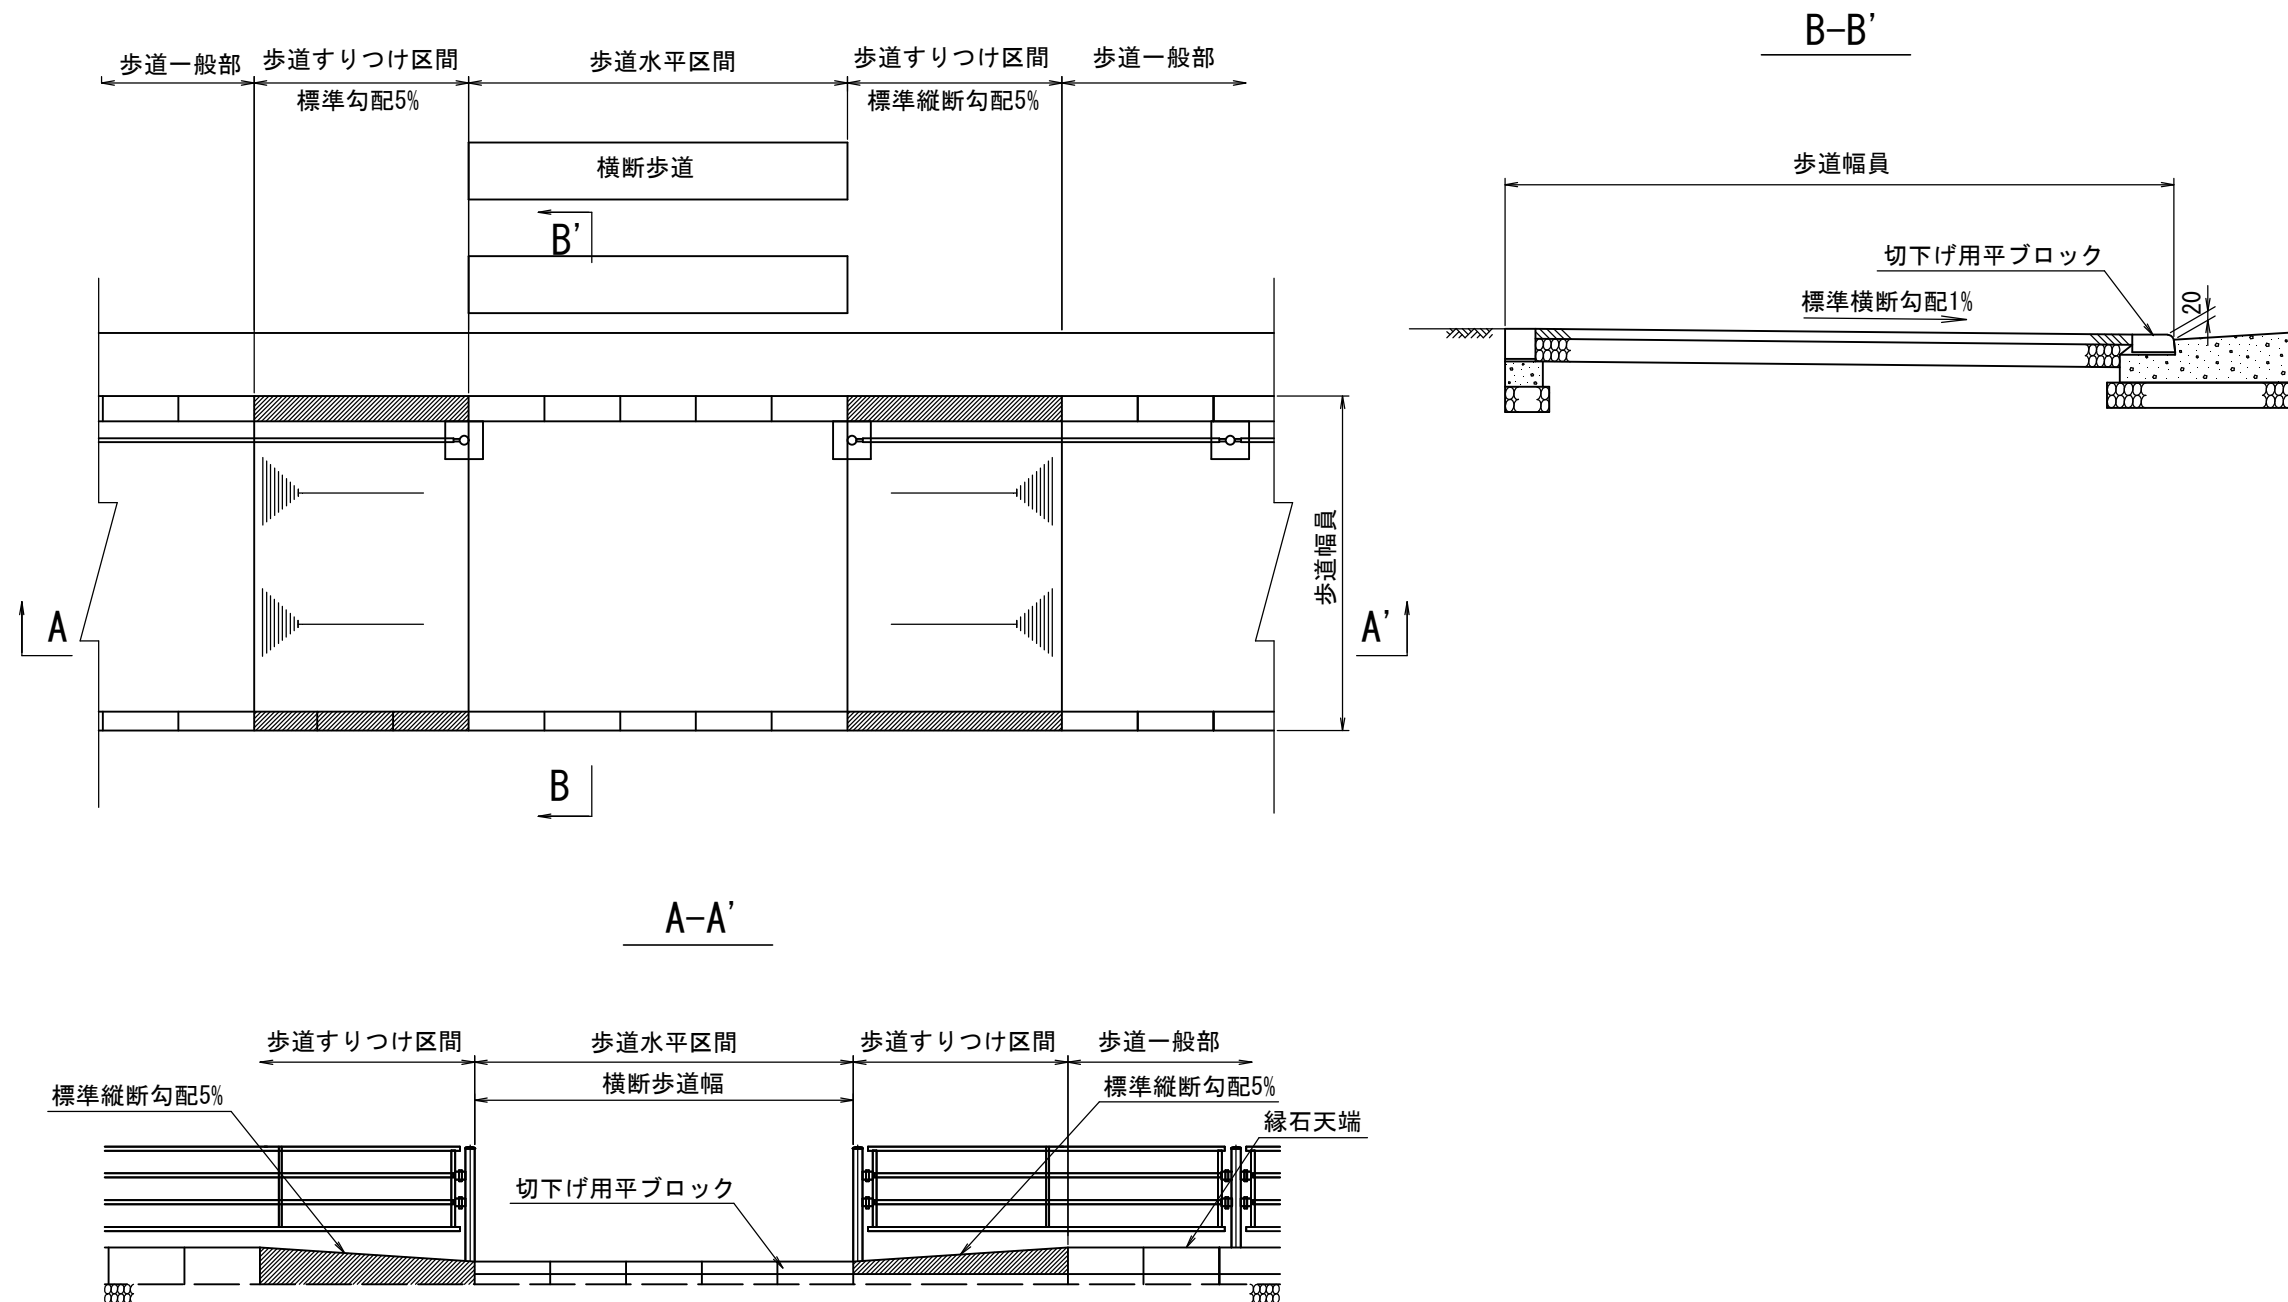 B-B'
歩道一般部
歩道すりつけ区間
歩道水平区間
歩道すりつけ区間
歩道一般部
標準勾配5%
標準縦断勾配5%
横断歩道
B'
歩道幅員
切下げ用平ブロック
標準横断勾配1%
20
歩道幅員
A
A'
B
A-A'
歩道すりつけ区間
歩道水平区間
歩道すりつけ区間
歩道一般部
横断歩道幅
標準縦断勾配5%
標準縦断勾配5%
縁石天端
切下げ用平ブロック